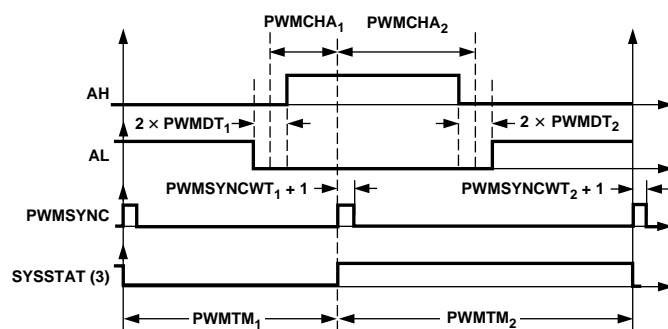 PWMCHA₁ PWMCHA₂
AH
2 × PWMDT₁ 2 × PWMDT₂
AL
PWMSYNCWT₁ + 1 PWMSYNCWT₂ + 1
PWMSYNC
SYSSTAT (3)
PWMTM₁ PWMTM₂